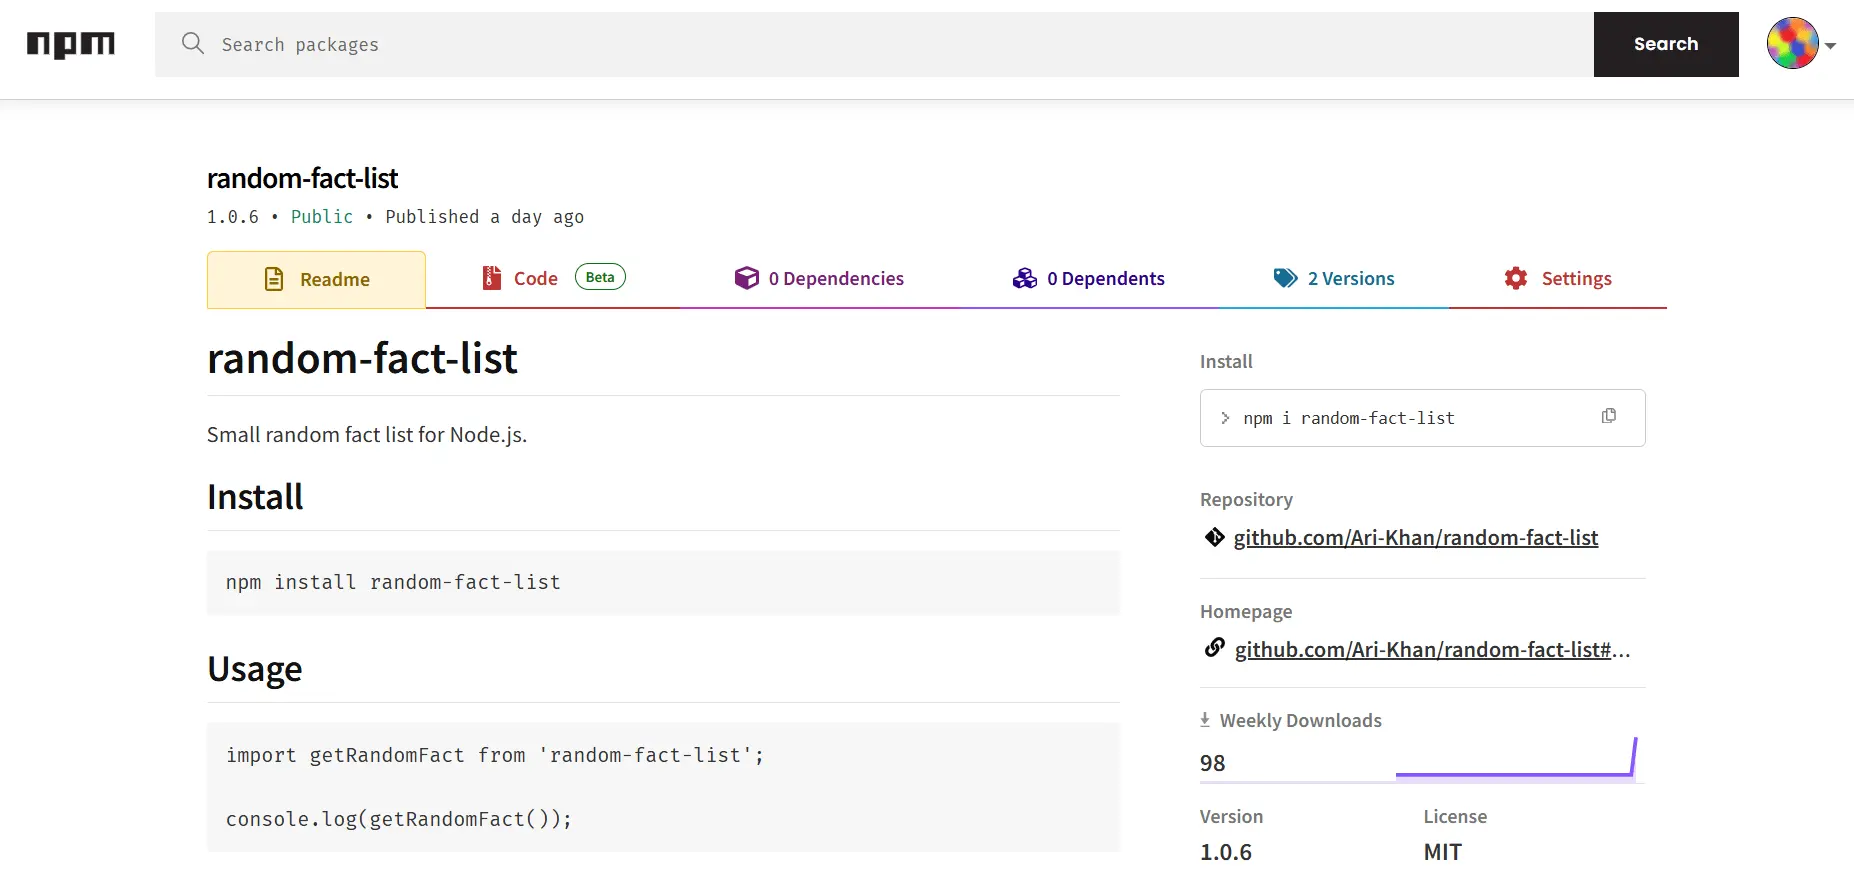 npm
Search packages
Search
random-fact-list
1.0.6 • Public • Published a day ago
Readme
Code Beta
0 Dependencies
0 Dependents
2 Versions
Settings
random-fact-list
Small random fact list for Node.js.
Install
npm install random-fact-list
Usage
import getRandomFact from 'random-fact-list';
console.log(getRandomFact());
Install
> npm i random-fact-list
Repository
github.com/Ari-Khan/random-fact-list
Homepage
github.com/Ari-Khan/random-fact-list#...
Weekly Downloads
98
Version
1.0.6
License
MIT